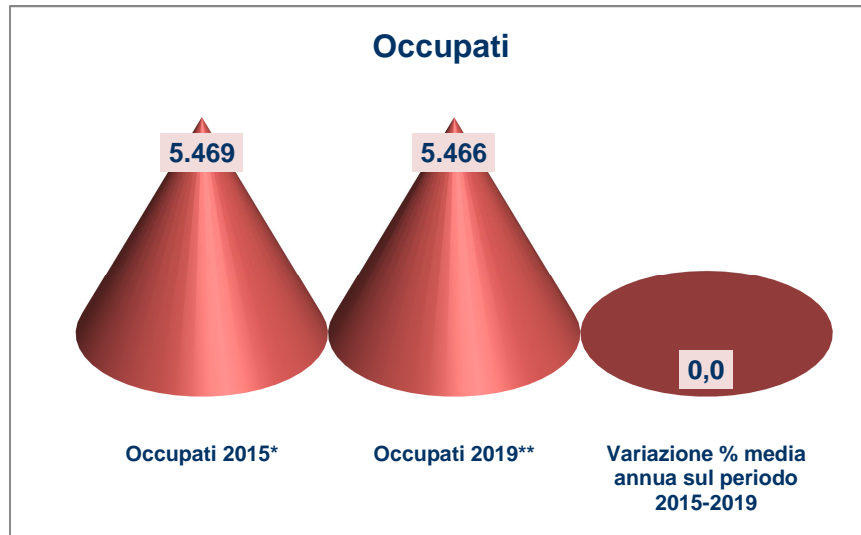 Occupati
5.469
5.466
0,0
Occupati 2015*
Occupati 2019**
Variazione % media
annua sul periodo
2015-2019